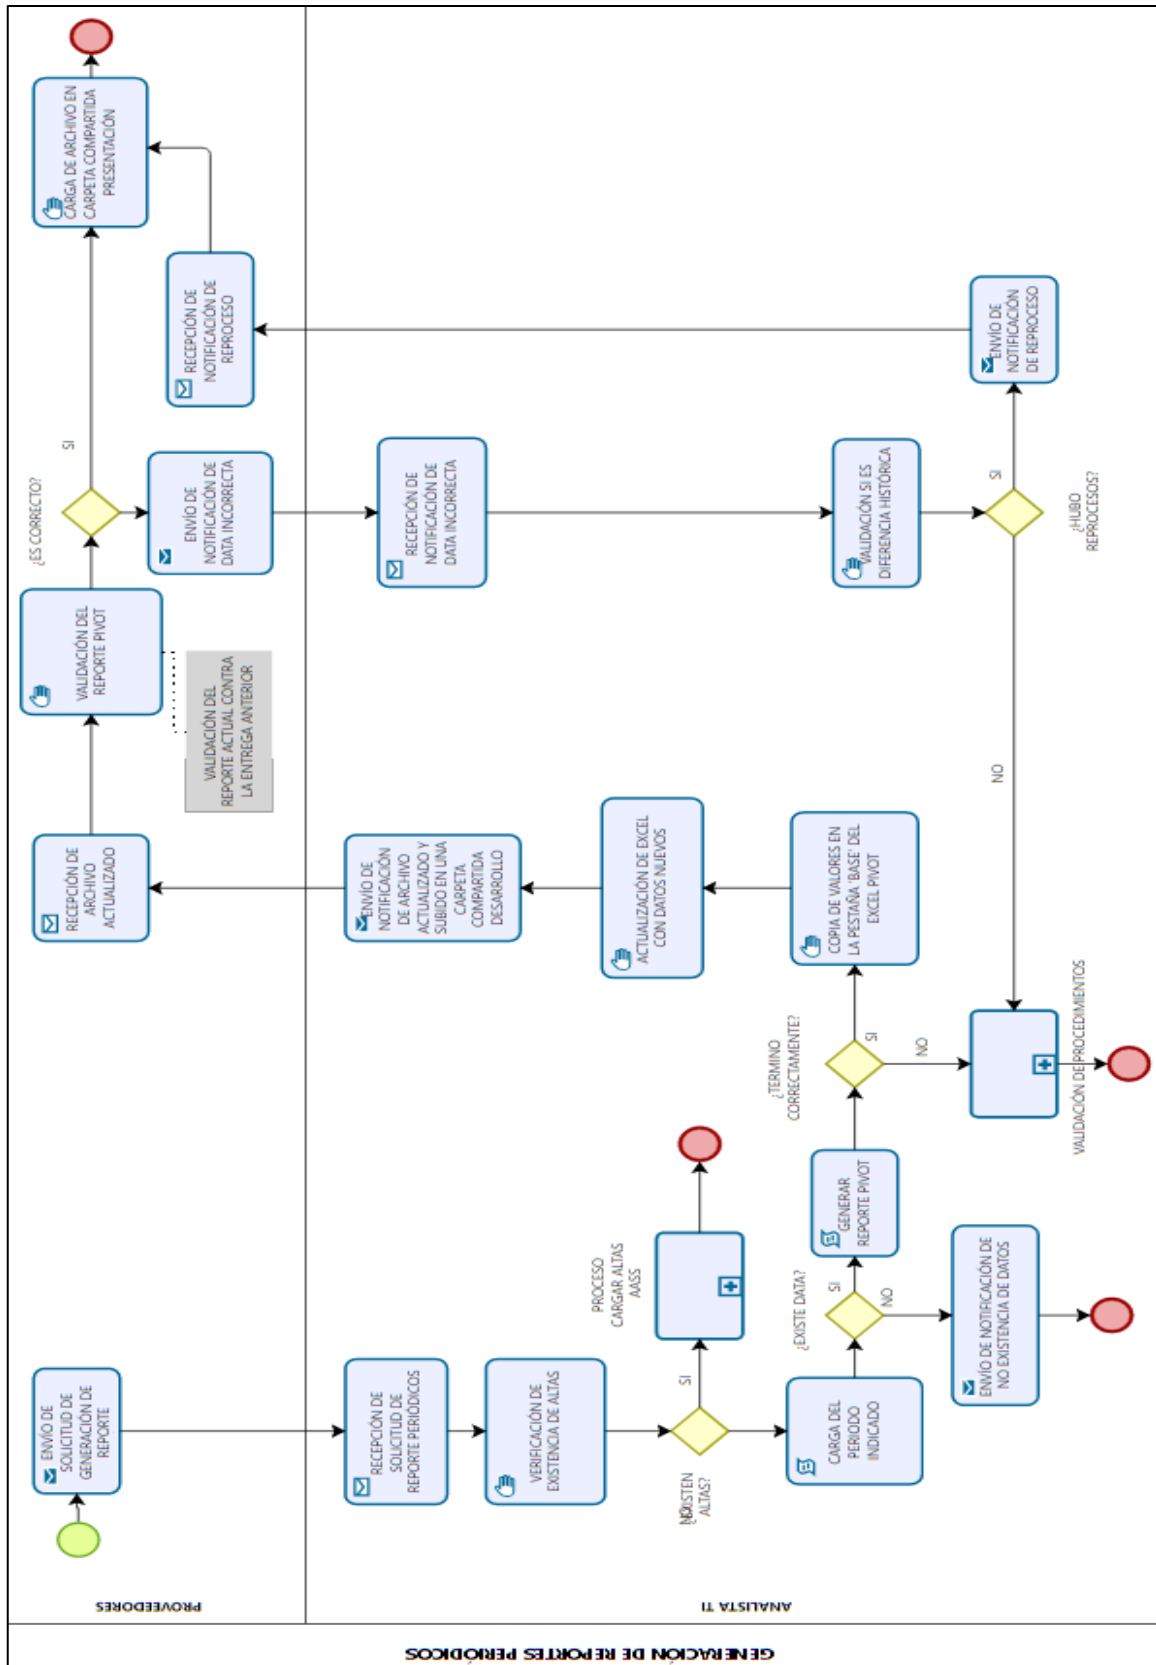 GENERACIÓN DE REPORTES PERIÓDICOS
PROVEEDORES
ENVÍO DE
SOLICITUD DE
GENERACIÓN DE
REPORTE
RECEPCIÓN DE
ARCHIVO
ACTUALIZADO
VALIDACIÓN DEL
REPORTE PIVOT
VALIDACIÓN DEL
REPORTE ACTUAL CONTRA
LA ENTREGA ANTERIOR
¿ES CORRECTO?
SI
ENVÍO DE
NOTIFICACIÓN DE
DATA INCORRECTA
RECEPCIÓN DE
NOTIFICACIÓN DE
REPROCESO
CARGA DE ARCHIVO EN
CARPETA COMPARTIDA
PRESENTACIÓN
ANALISTA TI
RECEPCIÓN DE
SOLICITUD DE
REPORTE PERIÓDICOS
VERIFICACIÓN DE
EXISTENCIA DE ALTAS
¿EXISTEN
ALTAS?
NO
SI
PROCESO
CARGAR ALTAS
AASS
CARGA DEL
PERIODO
INDICADO
¿EXISTE DATA?
SI
NO
ENVÍO DE NOTIFICACIÓN DE
NO EXISTENCIA DE DATOS
GENERAR
REPORTE PIVOT
¿TERMINO
CORRECTAMENTE?
SI
NO
VALIDACIÓN DE PROCEDIMIENTOS
COPIA DE VALORES EN
LA PESTAÑA 'BASE' DEL
EXCEL PIVOT
ACTUALIZACIÓN DE EXCEL
CON DATOS NUEVOS
ENVÍO DE
NOTIFICACIÓN
DE ARCHIVO
ACTUALIZADO Y
SUBIDO EN UNA
CARPETA
COMPARTIDA
DESARROLLO
RECEPCIÓN DE
NOTIFICACIÓN DE
DATA INCORRECTA
VALIDACIÓN SI ES
DIFERENCIA HISTÓRICA
¿HUBO
REPROCESOS?
SI
NO
ENVÍO DE
NOTIFICACIÓN
DE REPROCESO